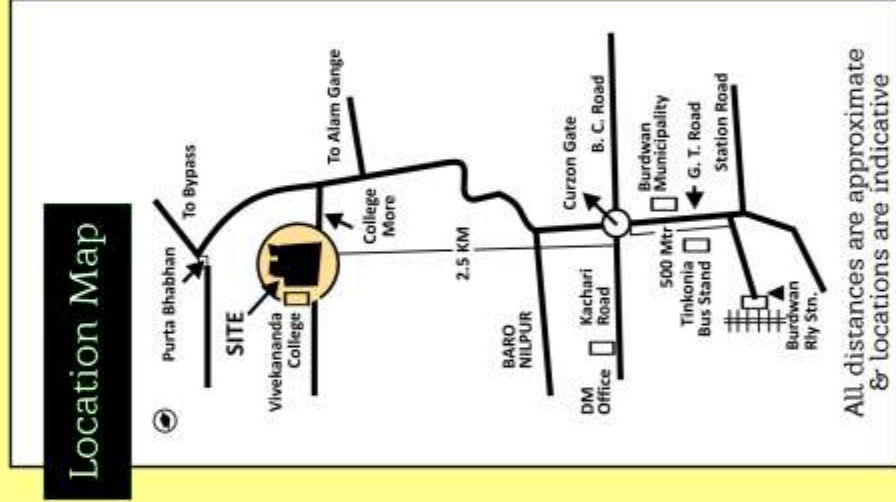 Location Map
Purta Bhabhan
To Bypass
SITE
Vivekananda
College
College
More
To Alam Gange
2.5 KM
BARO
NILPUR
Curzon Gate
B. C. Road
DM
Office
Kachari
Road
500 Mtr
Burdwan
Municipality
Tinkonia
Bus Stand
G. T. Road
Station Road
Burdwan
Rly Stn.
All distances are approximate
& locations are indicative